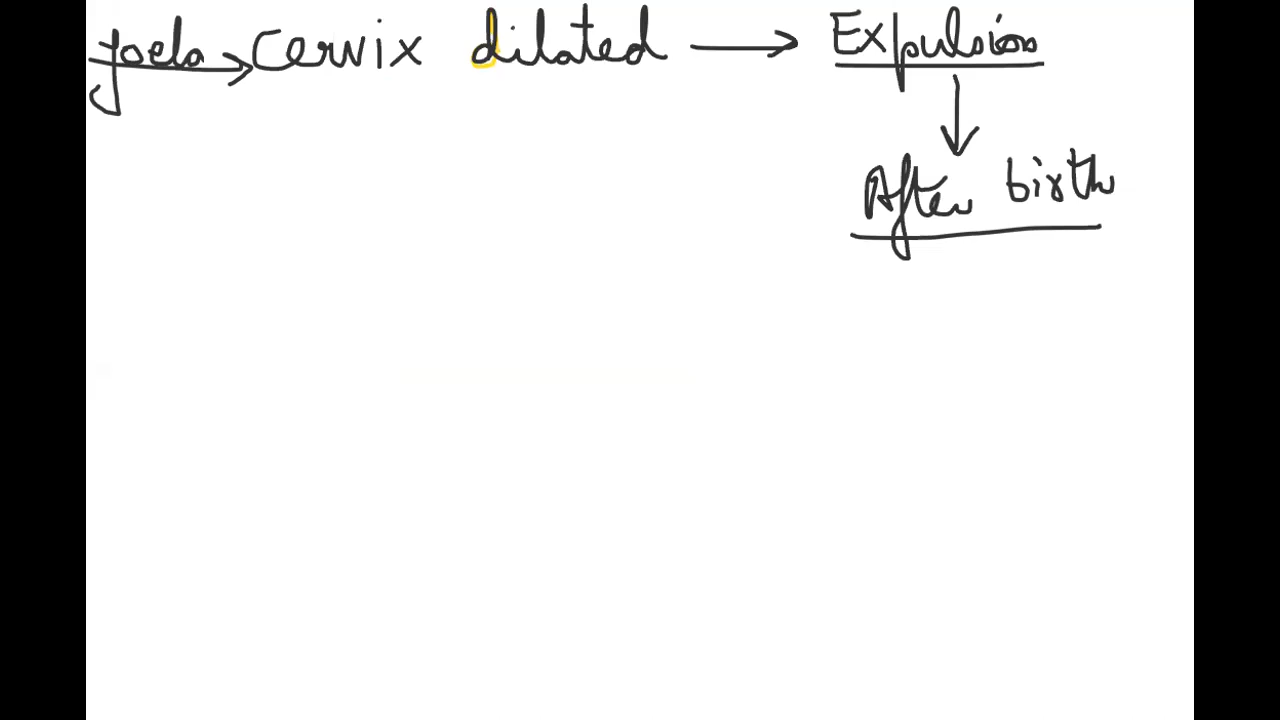 → Cervix dilated → Expulsion
↓
After birth